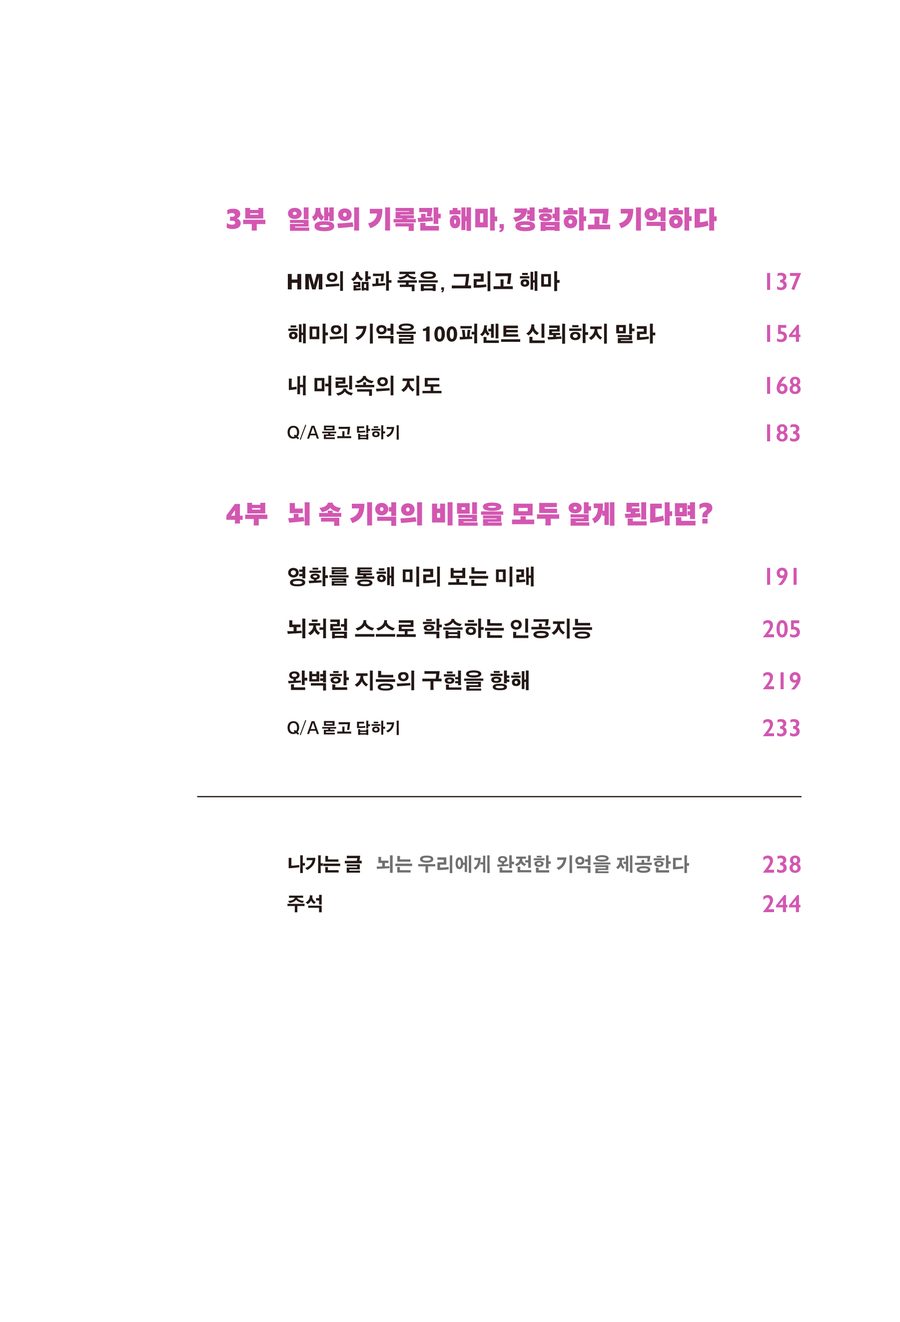 3부 일생의 기록관 해마, 경험하고 기억하다
HM의 삶과 죽음, 그리고 해마 137
해마의 기억을 100퍼센트 신뢰하지 말라 154
내 머릿속의 지도 168
Q/A 묻고 답하기 183
4부 뇌 속 기억의 비밀을 모두 알게 된다면?
영화를 통해 미리 보는 미래 191
뇌처럼 스스로 학습하는 인공지능 205
완벽한 지능의 구현을 향해 219
Q/A 묻고 답하기 233
나가는 글 뇌는 우리에게 완전한 기억을 제공한다 238
주석 244